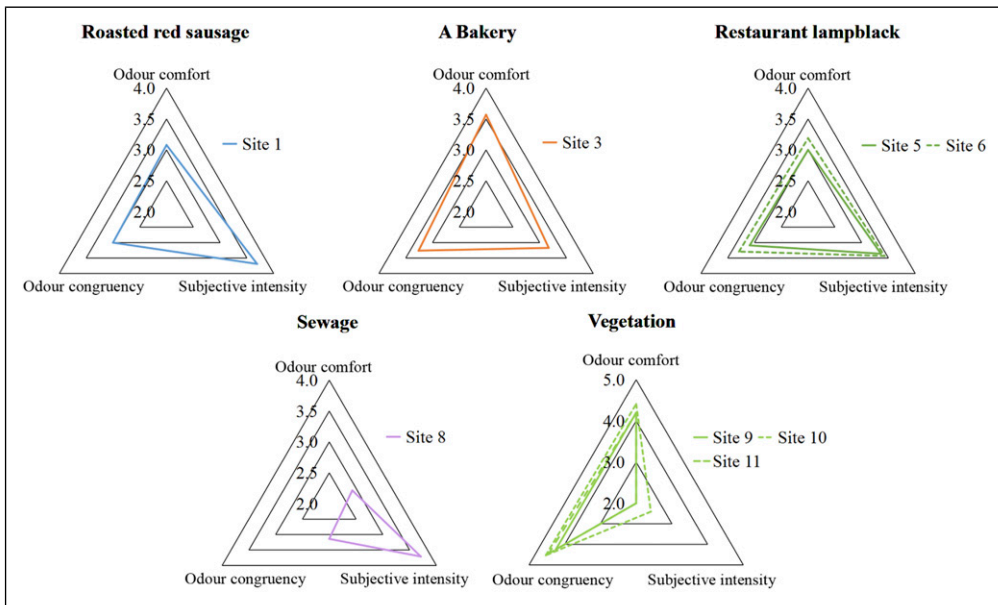 Roasted red sausage
Odour comfort
4.0
3.5
3.0
2.5
2.0
Site 1
Odour congruency
Subjective intensity
A Bakery
Odour comfort
4.0
3.5
3.0
2.5
2.0
Site 3
Odour congruency
Subjective intensity
Restaurant lampblack
Odour comfort
4.0
3.5
3.0
2.5
2.0
Site 5
Site 6
Odour congruency
Subjective intensity
Sewage
Odour comfort
4.0
3.5
3.0
2.5
2.0
Site 8
Odour congruency
Subjective intensity
Vegetation
Odour comfort
5.0
4.0
3.0
2.0
Site 9
Site 10
Site 11
Odour congruency
Subjective intensity